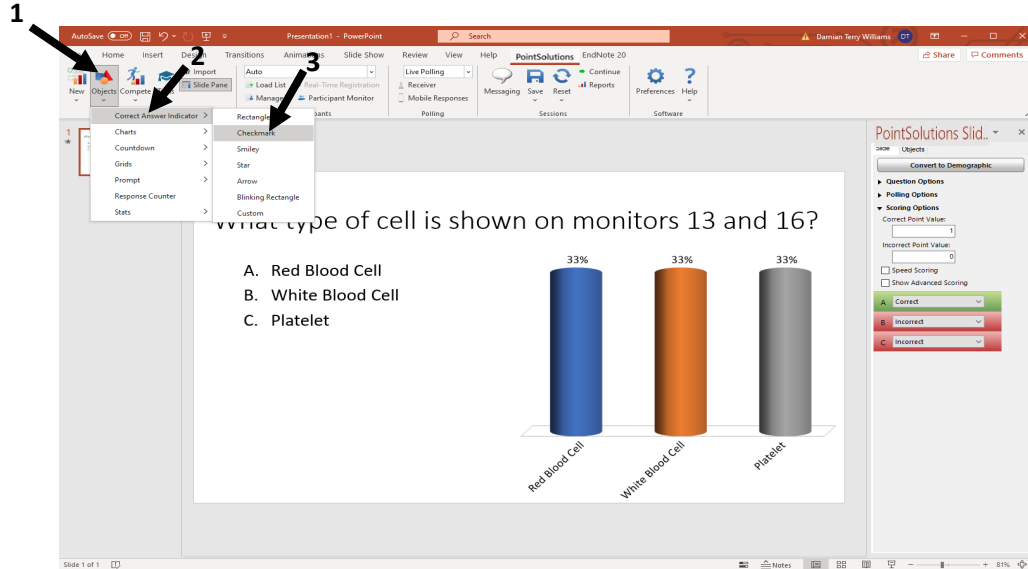 1
AutoSave Off Presentation1 - PowerPoint Search Damian Terry Williams DT
Home Insert Design Transitions Animations Slide Show Review View Help PointSolutions EndNote 20 Share Comments
2
3
New Objects Compete Import Slide Pane
Auto
Load List Real-Time Registration
Manage Participant Monitor
Live Polling
Receiver
Mobile Responses
Polling
Messaging Save Reset Continue Reports
Sessions
Preferences Help
Software
Correct Answer Indicator >
Charts >
Countdown >
Grids >
Prompt >
Response Counter
Stats >
Rectangle
Checkmark
Smiley
Star
Arrow
Blinking Rectangle
Custom
1
What type of cell is shown on monitors 13 and 16?
A. Red Blood Cell
B. White Blood Cell
C. Platelet
33% 33% 33%
Red Blood Cell
White Blood Cell
Platelet
PointSolutions Slid..
Slide Objects
Convert to Demographic
Question Options
Polling Options
Scoring Options
Correct Point Value:
1
Incorrect Point Value:
0
Speed Scoring
Show Advanced Scoring
A Correct
B Incorrect
C Incorrect
Slide 1 of 1 Notes 81%